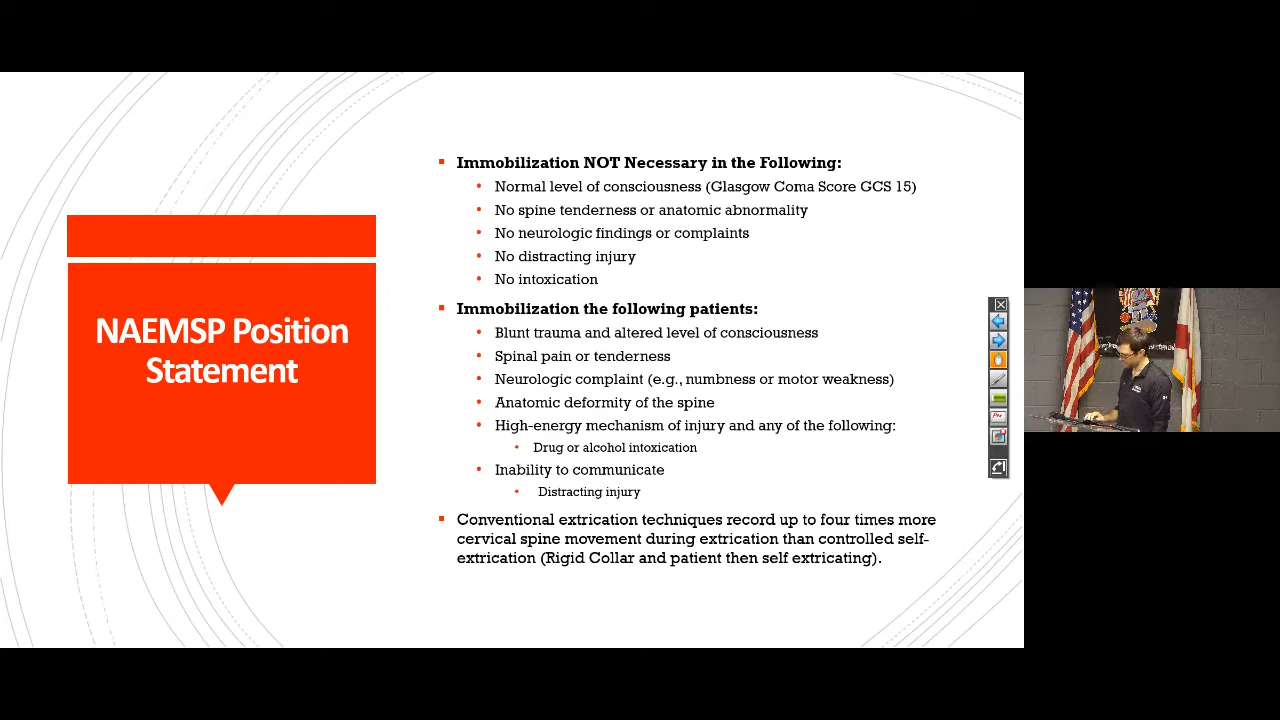 NAEMSP Position
Statement
Immobilization NOT Necessary in the Following:
Normal level of consciousness (Glasgow Coma Score GCS 15)
No spine tenderness or anatomic abnormality
No neurologic findings or complaints
No distracting injury
No intoxication
Immobilization the following patients:
Blunt trauma and altered level of consciousness
Spinal pain or tenderness
Neurologic complaint (e.g., numbness or motor weakness)
Anatomic deformity of the spine
High-energy mechanism of injury and any of the following:
Drug or alcohol intoxication
Inability to communicate
Distracting injury
Conventional extrication techniques record up to four times more
cervical spine movement during extrication than controlled self-
extrication (Rigid Collar and patient then self extricating).